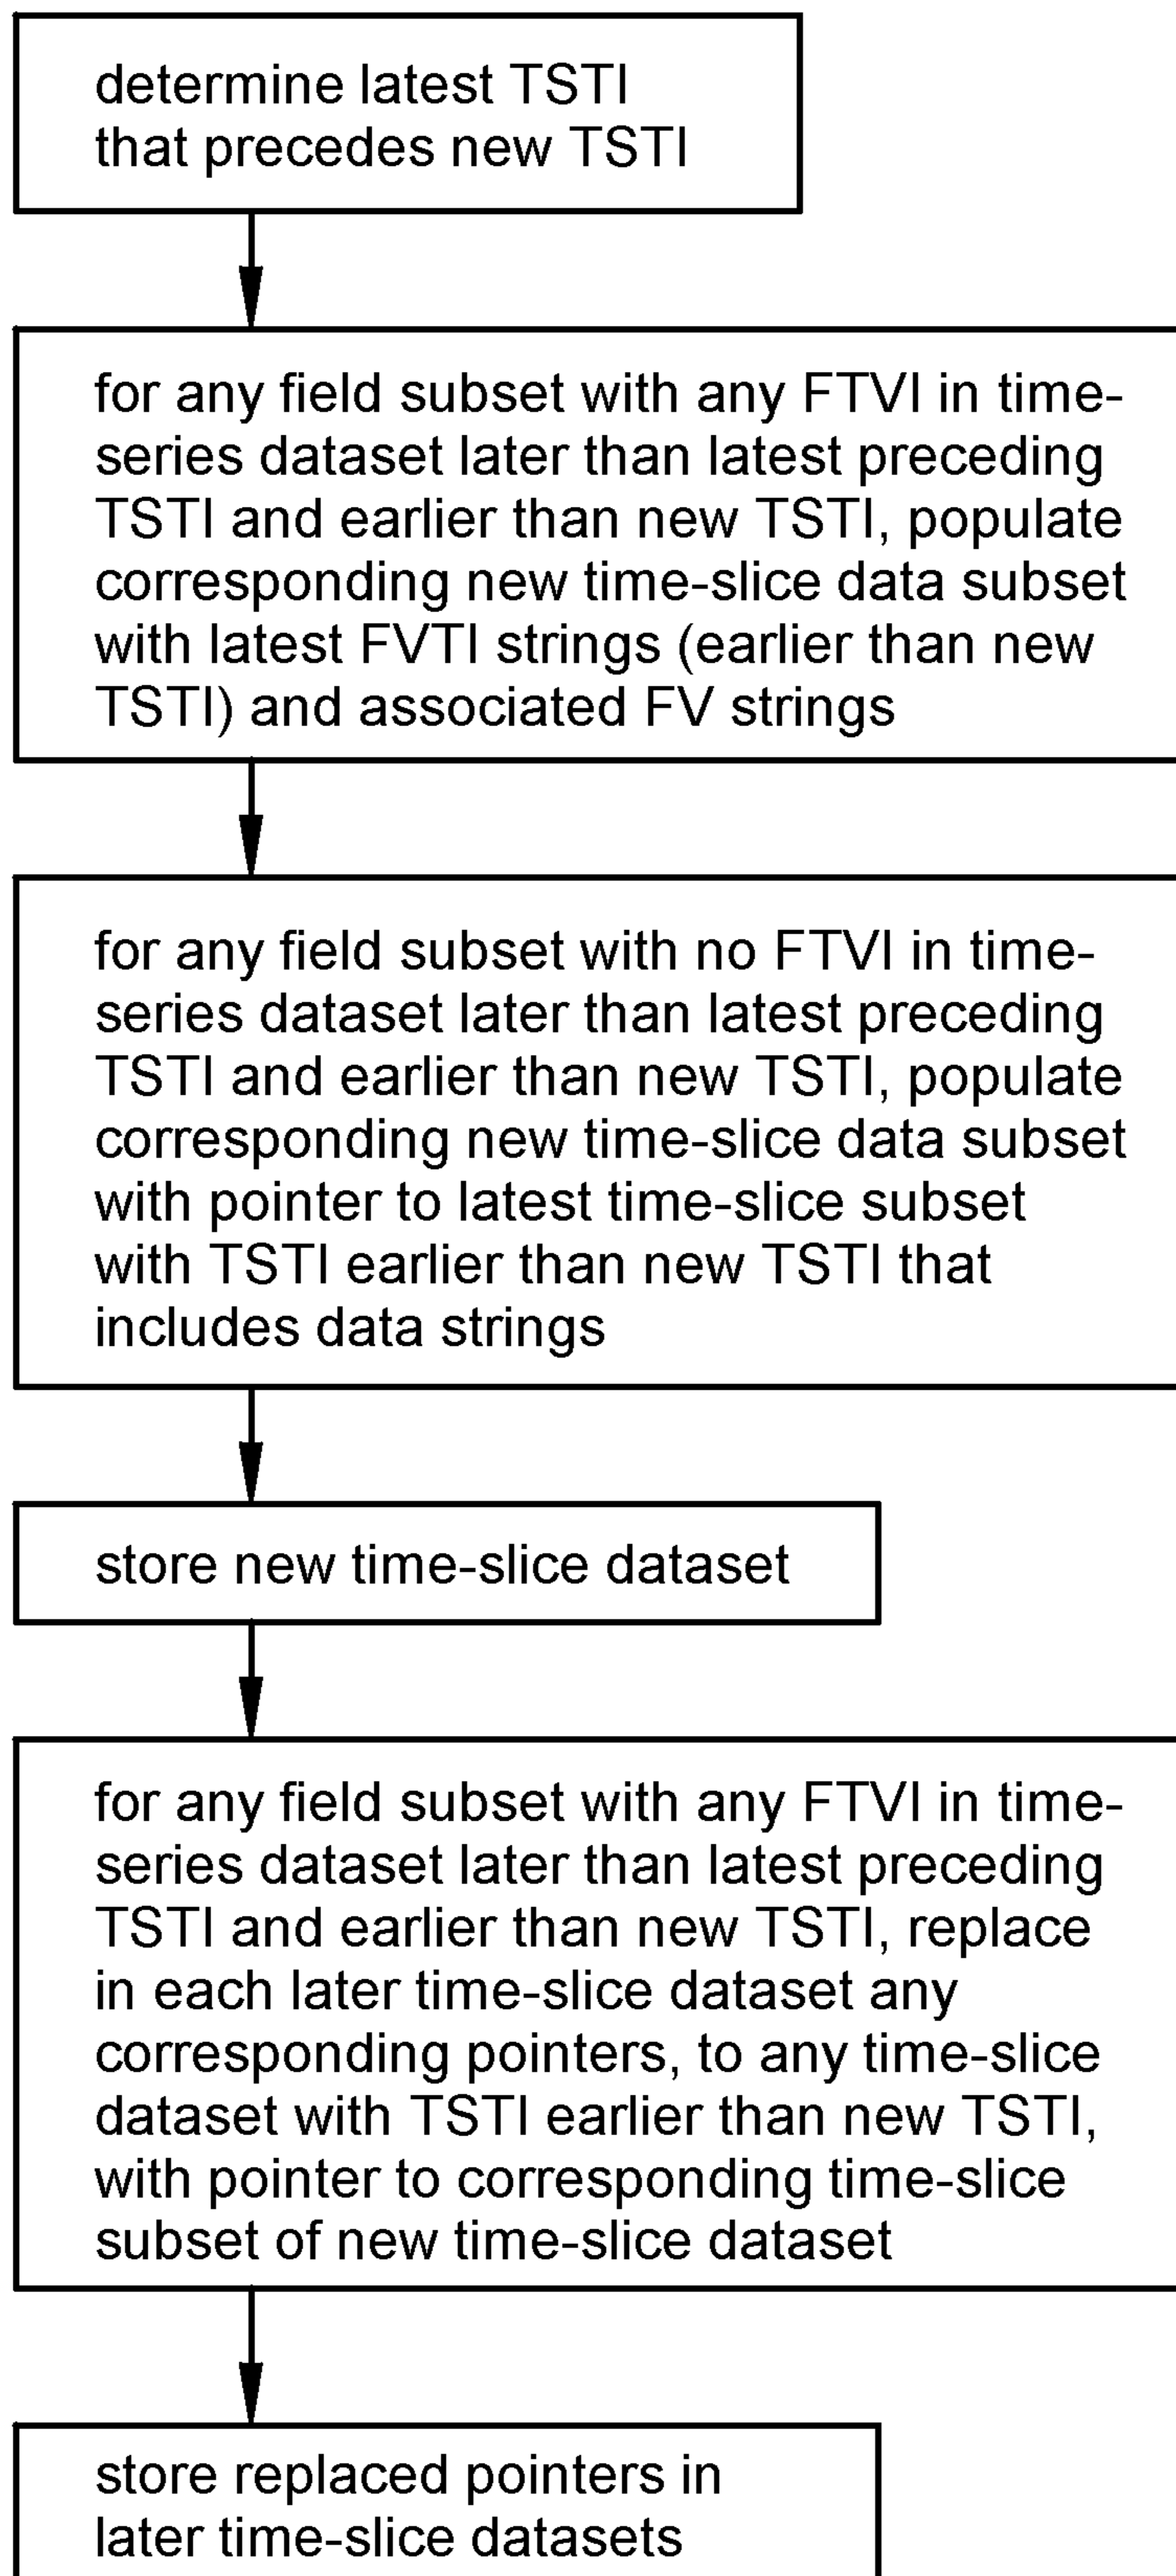 determine latest TSTI
that precedes new TSTI
for any field subset with any FTVI in time-
series dataset later than latest preceding
TSTI and earlier than new TSTI, populate
corresponding new time-slice data subset
with latest FVTI strings (earlier than new
TSTI) and associated FV strings
for any field subset with no FTVI in time-
series dataset later than latest preceding
TSTI and earlier than new TSTI, populate
corresponding new time-slice data subset
with pointer to latest time-slice subset
with TSTI earlier than new TSTI that
includes data strings
store new time-slice dataset
for any field subset with any FTVI in time-
series dataset later than latest preceding
TSTI and earlier than new TSTI, replace
in each later time-slice dataset any
corresponding pointers, to any time-slice
dataset with TSTI earlier than new TSTI,
with pointer to corresponding time-slice
subset of new time-slice dataset
store replaced pointers in
later time-slice datasets